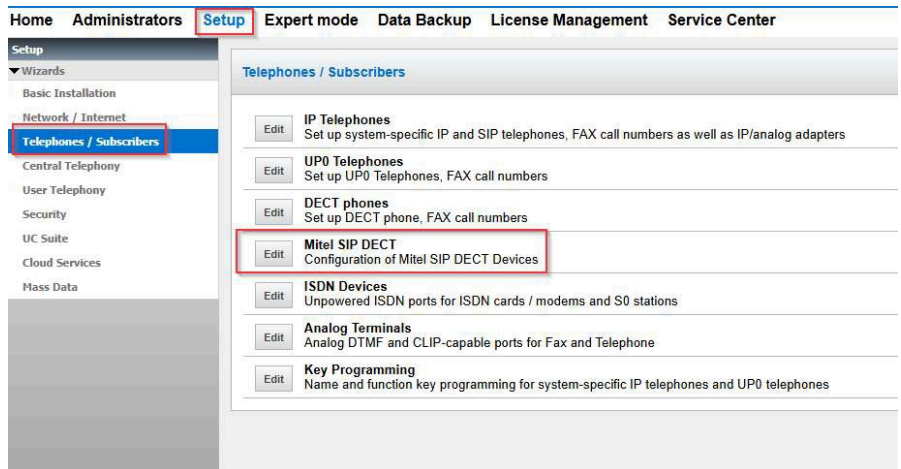 Home Administrators Setup Expert mode Data Backup License Management Service Center
Setup
Wizards
Basic Installation
Network / Internet
Telephones / Subscribers
Central Telephony
User Telephony
Security
UC Suite
Cloud Services
Mass Data
Telephones / Subscribers
Edit
IP Telephones
Set up system-specific IP and SIP telephones, FAX call numbers as well as IP/analog adapters
Edit
UP0 Telephones
Set up UP0 Telephones, FAX call numbers
Edit
DECT phones
Set up DECT phone, FAX call numbers
Edit
Mitel SIP DECT
Configuration of Mitel SIP DECT Devices
Edit
ISDN Devices
Unpowered ISDN ports for ISDN cards / modems and S0 stations
Edit
Analog Terminals
Analog DTMF and CLIP-capable ports for Fax and Telephone
Edit
Key Programming
Name and function key programming for system-specific IP telephones and UP0 telephones